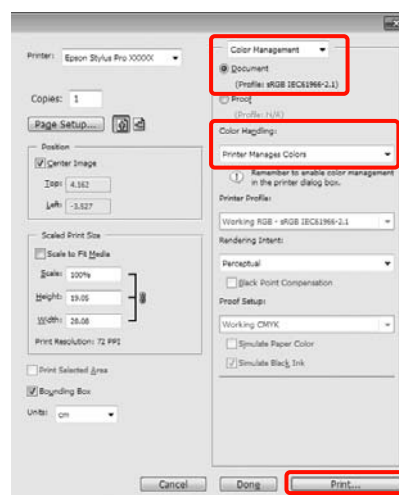 Printer: Epson Stylus Pro XXXXX
Copies: 1
Page Setup...
Position
Center Image
Top: 4.162
Left: -3.527
Scaled Print Size
Scale to Fit Media
Scale: 100%
Height: 19.05
Width: 28.08
Print Resolution: 72 PPI
Print Selected Area
Bounding Box
Units: cm
Color Management
Document
(Profile: sRGB IEC61966-2.1)
Proof
(Profile: N/A)
Color Handling:
Printer Manages Colors
Remember to enable color management
in the printer dialog box.
Printer Profile:
Working RGB - sRGB IEC61966-2.1
Rendering Intent:
Perceptual
Black Point Compensation
Proof Setup:
Working CMYK
Simulate Paper Color
Simulate Black Ink
Cancel
Done
Print...